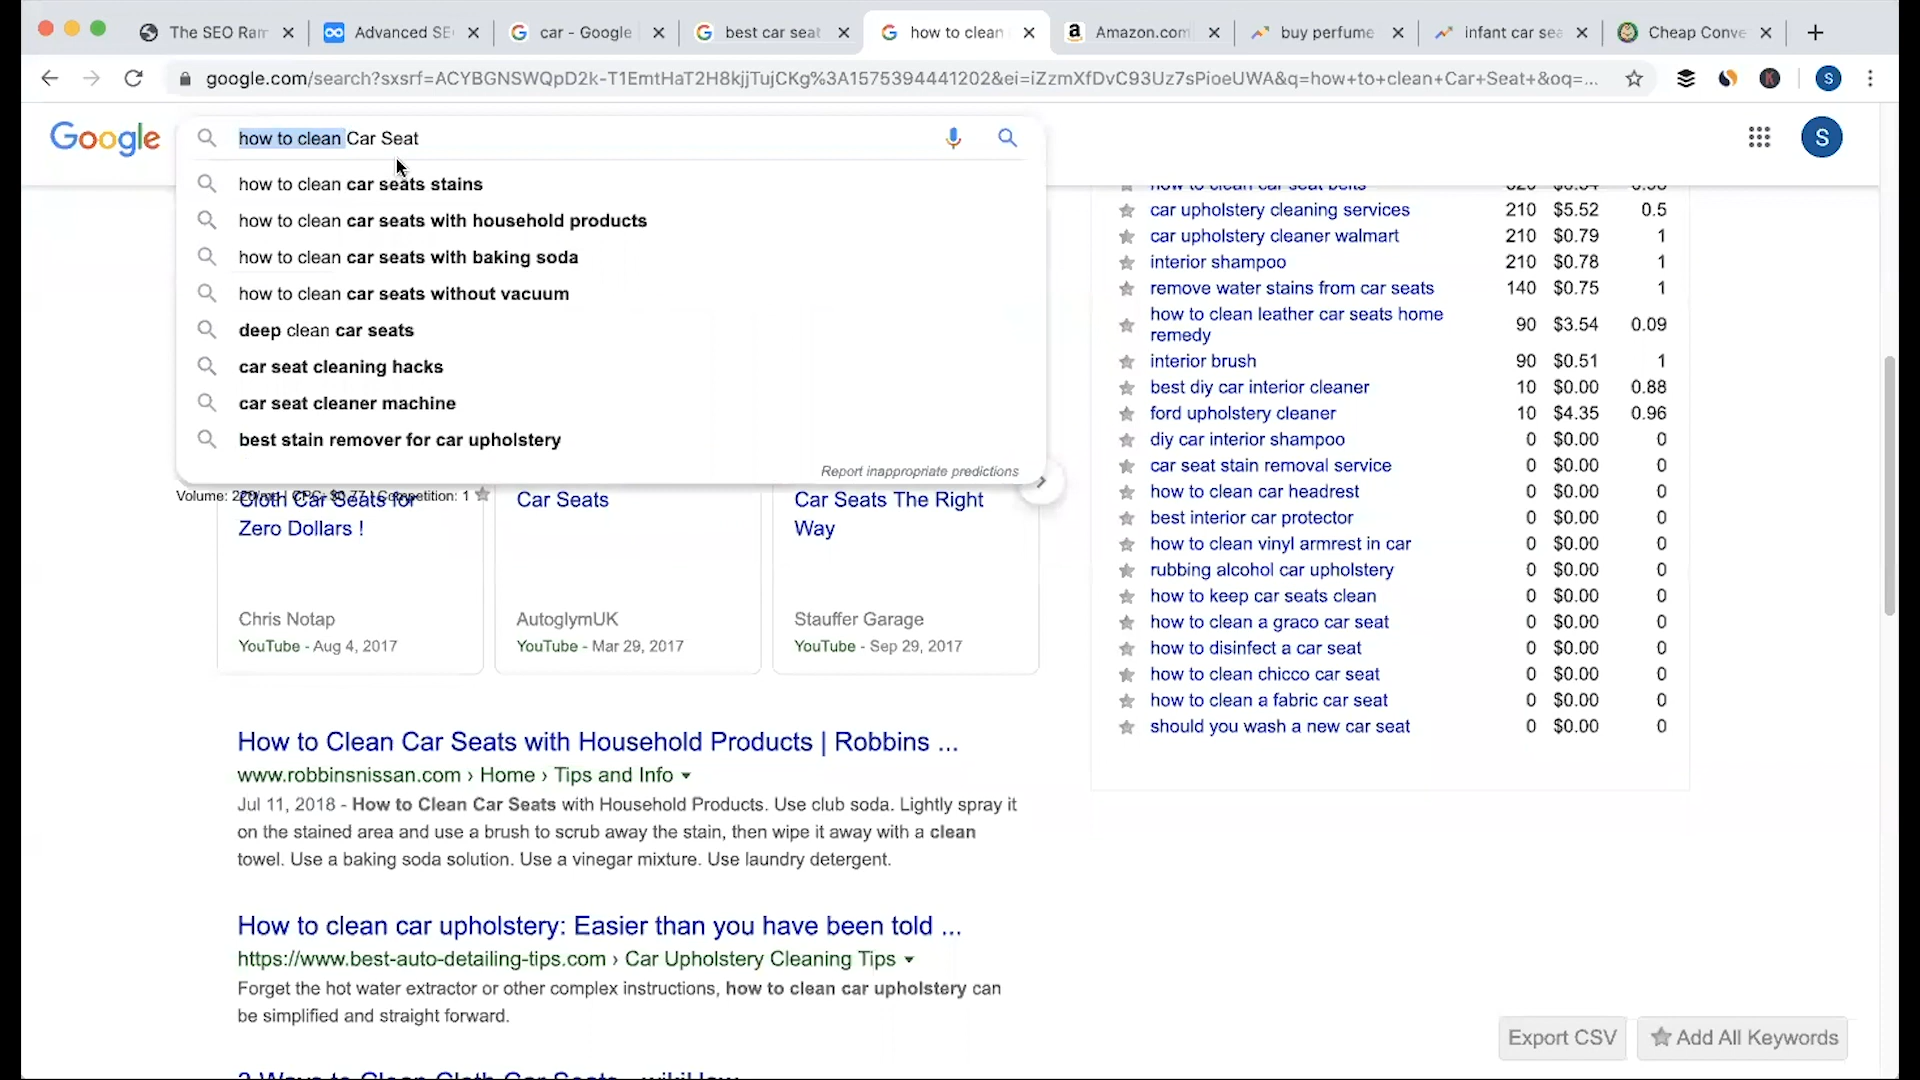 The SEO Ram
Advanced SE
car - Google
best car seat
how to clean
Amazon.com
buy perfume
infant car sea
Cheap Conve
google.com/search?sxsrf=ACYBGNSWQpD2k-T1EmtHaT2H8kjjTujCKg%3A1575394441202&ei=iZzmXfDvC93Uz7sPioeUWA&q=how+to+clean+Car+Seat+&oq=...
S
Google
how to clean Car Seat
S
how to clean car seats stains
how to clean car seats with household products
how to clean car seats with baking soda
how to clean car seats without vacuum
deep clean car seats
car seat cleaning hacks
car seat cleaner machine
best stain remover for car upholstery
Report inappropriate predictions
Competition: 1
Cloth Car Seats for
Zero Dollars !
Chris Notap
YouTube - Aug 4, 2017
Car Seats
AutoglymUK
YouTube - Mar 29, 2017
Car Seats The Right
Way
Stauffer Garage
YouTube - Sep 29, 2017
How to Clean Car Seats with Household Products | Robbins ...
www.robbinsnissan.com › Home › Tips and Info
Jul 11, 2018 - How to Clean Car Seats with Household Products. Use club soda. Lightly spray it
on the stained area and use a brush to scrub away the stain, then wipe it away with a clean
towel. Use a baking soda solution. Use a vinegar mixture. Use laundry detergent.
How to clean car upholstery: Easier than you have been told ...
https://www.best-auto-detailing-tips.com › Car Upholstery Cleaning Tips
Forget the hot water extractor or other complex instructions, how to clean car upholstery can
be simplified and straight forward.
how to clean car seat belts
car upholstery cleaning services 210 $5.52 0.5
car upholstery cleaner walmart 210 $0.79 1
interior shampoo 210 $0.78 1
remove water stains from car seats 140 $0.75 1
how to clean leather car seats home
remedy 90 $3.54 0.09
interior brush 90 $0.51 1
best diy car interior cleaner 10 $0.00 0.88
ford upholstery cleaner 10 $4.35 0.96
diy car interior shampoo 0 $0.00 0
car seat stain removal service 0 $0.00 0
how to clean car headrest 0 $0.00 0
best interior car protector 0 $0.00 0
how to clean vinyl armrest in car 0 $0.00 0
rubbing alcohol car upholstery 0 $0.00 0
how to keep car seats clean 0 $0.00 0
how to clean a graco car seat 0 $0.00 0
how to disinfect a car seat 0 $0.00 0
how to clean chicco car seat 0 $0.00 0
how to clean a fabric car seat 0 $0.00 0
should you wash a new car seat 0 $0.00 0
Export CSV
Add All Keywords